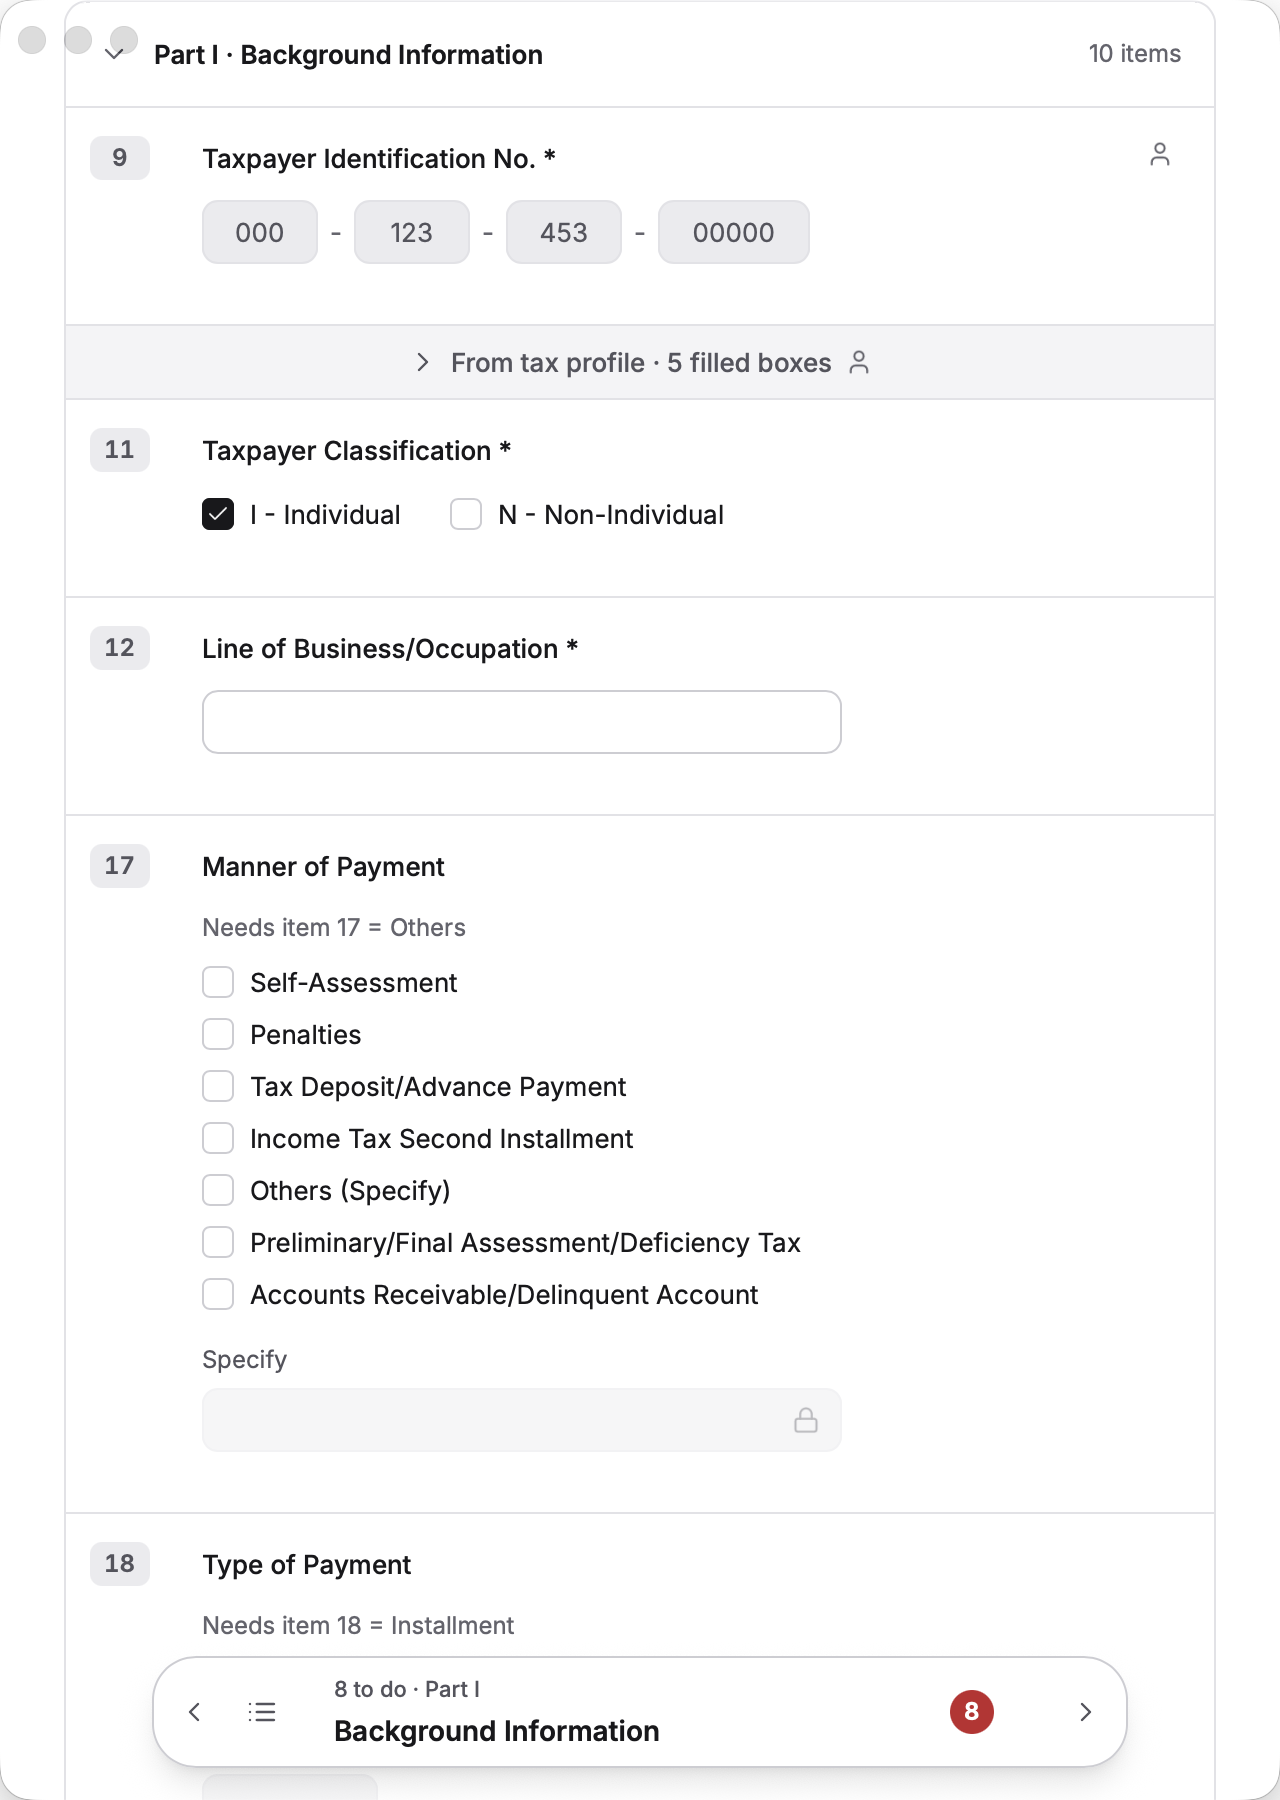 Part I · Background Information
10 items
9
Taxpayer Identification No. *
000 - 123 - 453 - 00000
From tax profile · 5 filled boxes
11
Taxpayer Classification *
I - Individual
N - Non-Individual
12
Line of Business/Occupation *
17
Manner of Payment
Needs item 17 = Others
Self-Assessment
Penalties
Tax Deposit/Advance Payment
Income Tax Second Installment
Others (Specify)
Preliminary/Final Assessment/Deficiency Tax
Accounts Receivable/Delinquent Account
Specify
18
Type of Payment
Needs item 18 = Installment
8 to do · Part I
Background Information
8